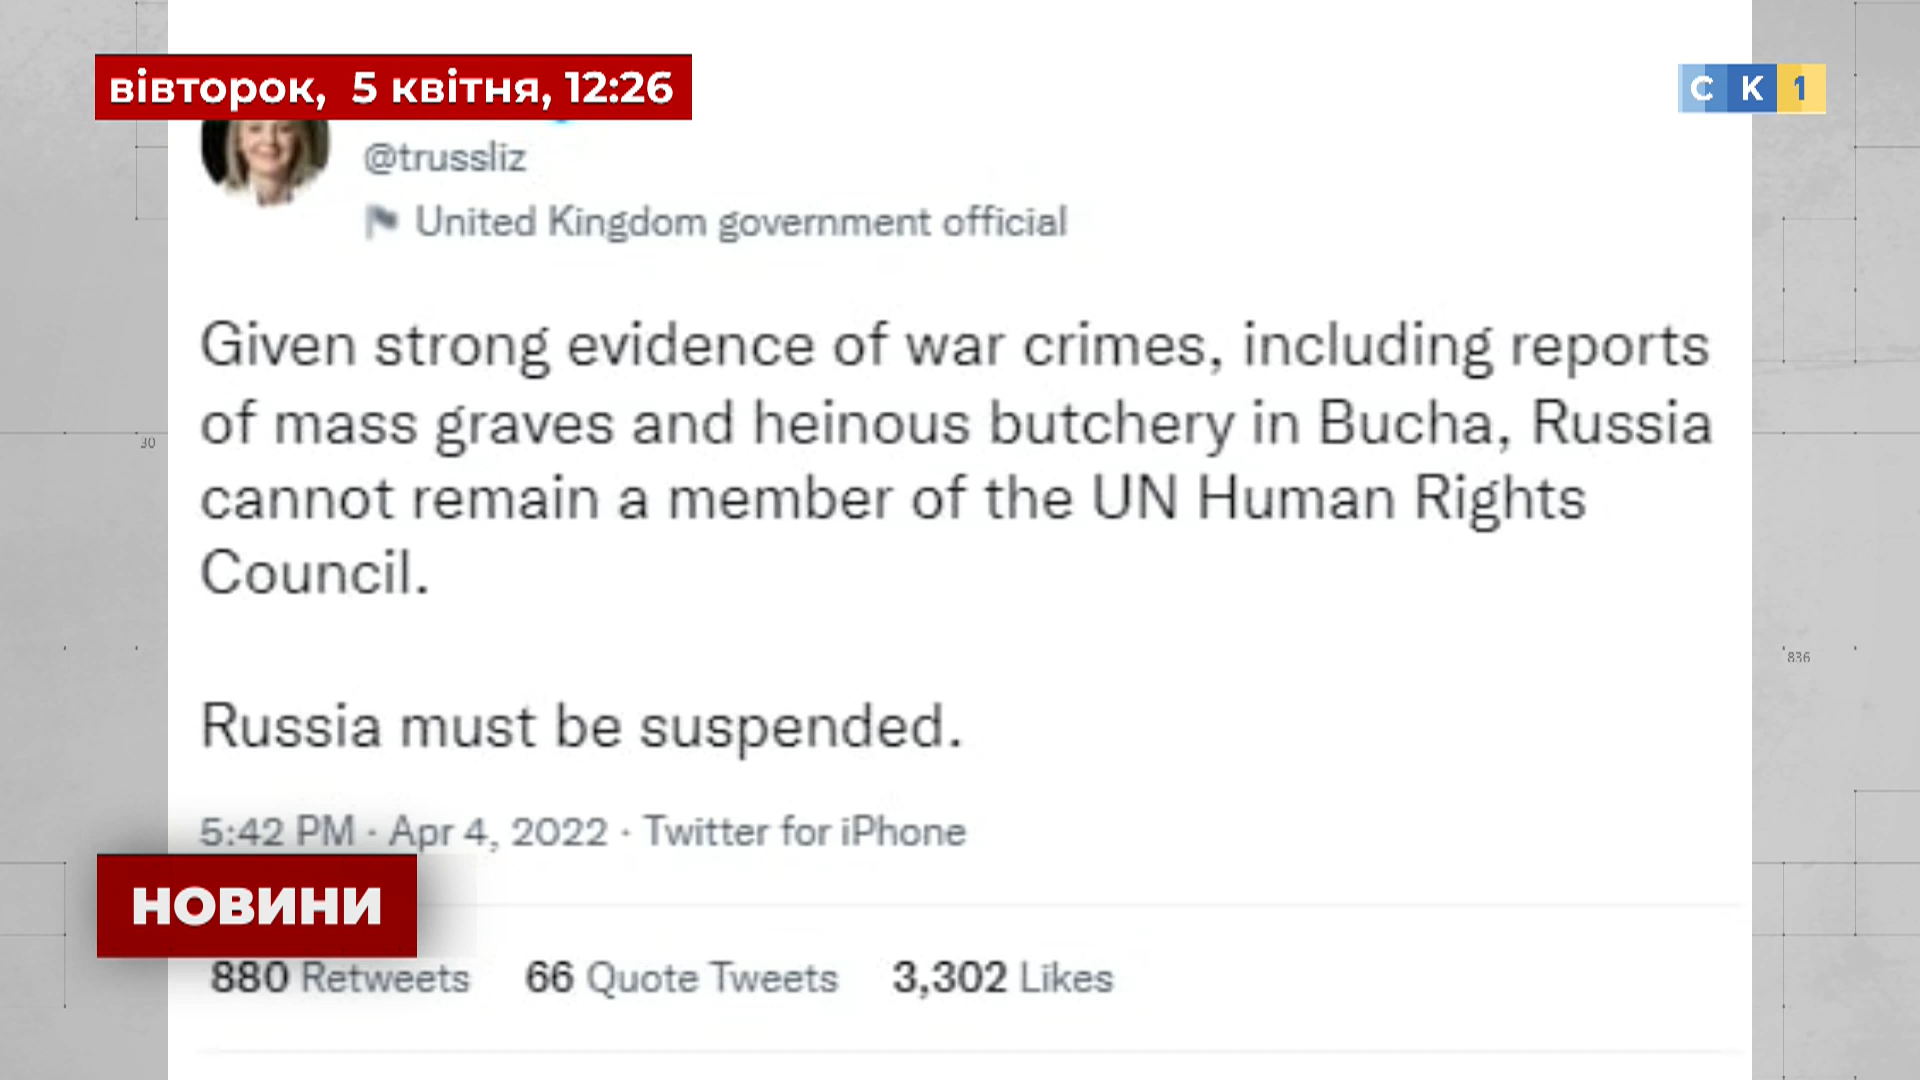 вівторок, 5 квітня, 12:26
СК1
@trussliz
United Kingdom government official
Given strong evidence of war crimes, including reports
of mass graves and heinous butchery in Bucha, Russia
cannot remain a member of the UN Human Rights
Council.
30
836
Russia must be suspended.
5:42 PM · Apr 4, 2022 · Twitter for iPhone
НОВИНИ
880 Retweets 66 Quote Tweets 3,302 Likes